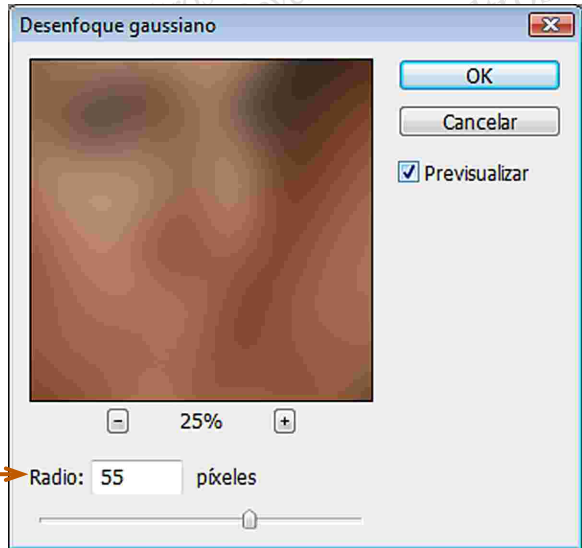 Desenfoque gaussiano
OK
Cancelar
Previsualizar
25%
Radio: 55 píxeles